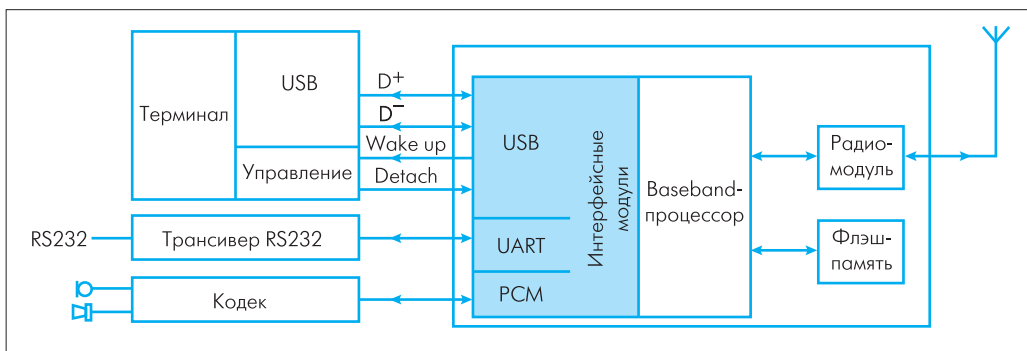 Терминал
USB
Управление
D+
D−
Wake up
Detach
RS232
Трансивер RS232
Кодек
USB
UART
PCM
Интерфейсные
модули
Baseband-
процессор
Радио-
модуль
Флэш-
память